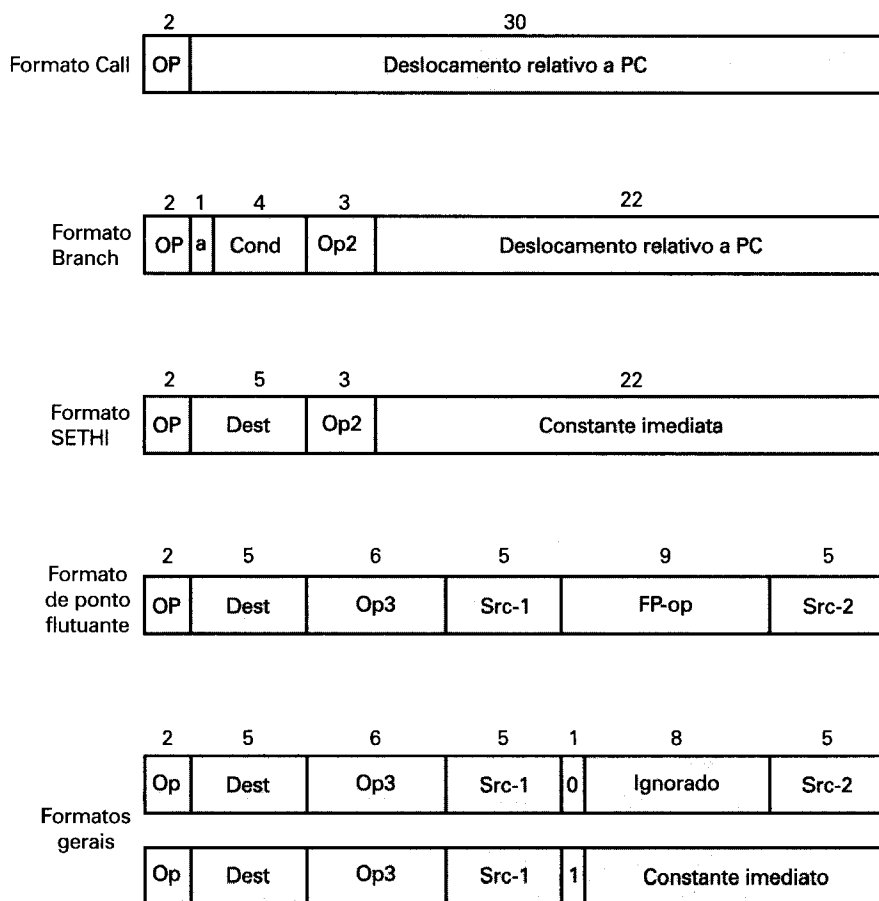 2 30
Formato Call OP Deslocamento relativo a PC
2 1 4 3 22
Formato
Branch
OP a Cond Op2 Deslocamento relativo a PC
2 5 3 22
Formato
SETHI
OP Dest Op2 Constante imediata
2 5 6 5 9 5
Formato
de ponto
flutuante
OP Dest Op3 Src-1 FP-op Src-2
2 5 6 5 1 8 5
Op Dest Op3 Src-1 0 Ignorado Src-2
Formatos
gerais
Op Dest Op3 Src-1 1 Constante imediato